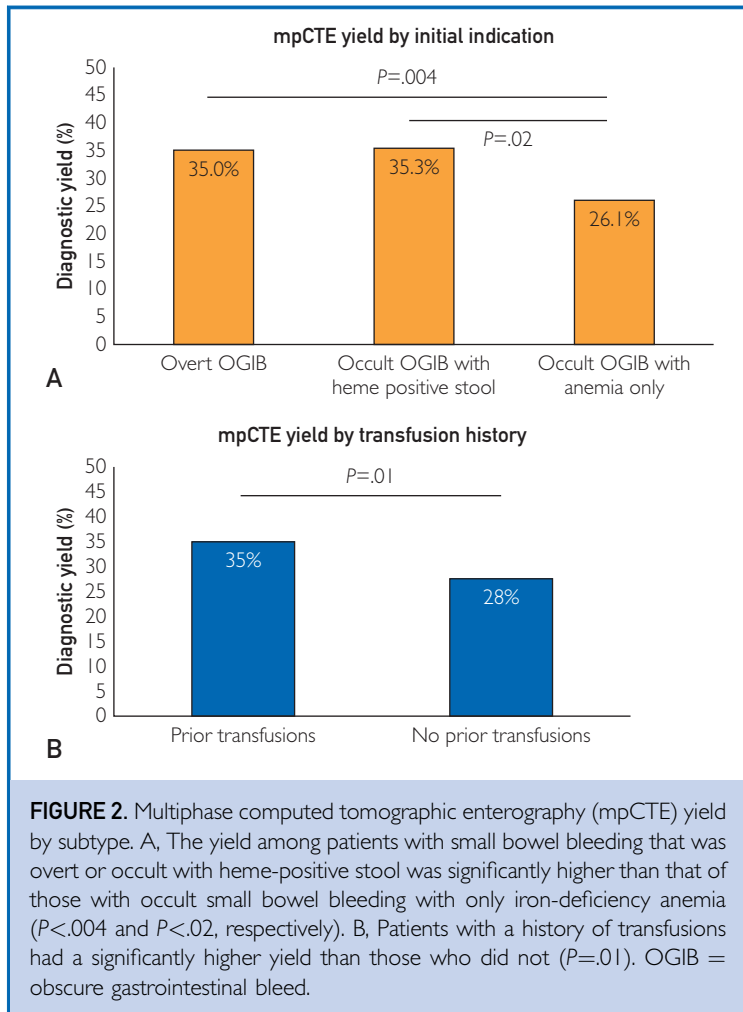 mpCTE yield by initial indication
Diagnostic yield (%)
50
45
40
35
30
25
20
15
10
5
0
P=.004
P=.02
35.0%
35.3%
26.1%
Overt OGIB
Occult OGIB with
heme positive stool
Occult OGIB with
anemia only
A
mpCTE yield by transfusion history
Diagnostic yield (%)
50
45
40
35
30
25
20
15
10
5
0
P=.01
35%
28%
Prior transfusions
No prior transfusions
B
FIGURE 2. Multiphase computed tomographic enterography (mpCTE) yield
by subtype. A, The yield among patients with small bowel bleeding that was
overt or occult with heme-positive stool was significantly higher than that of
those with occult small bowel bleeding with only iron-deficiency anemia
(P<.004 and P<.02, respectively). B, Patients with a history of transfusions
had a significantly higher yield than those who did not (P=.01). OGIB =
obscure gastrointestinal bleed.